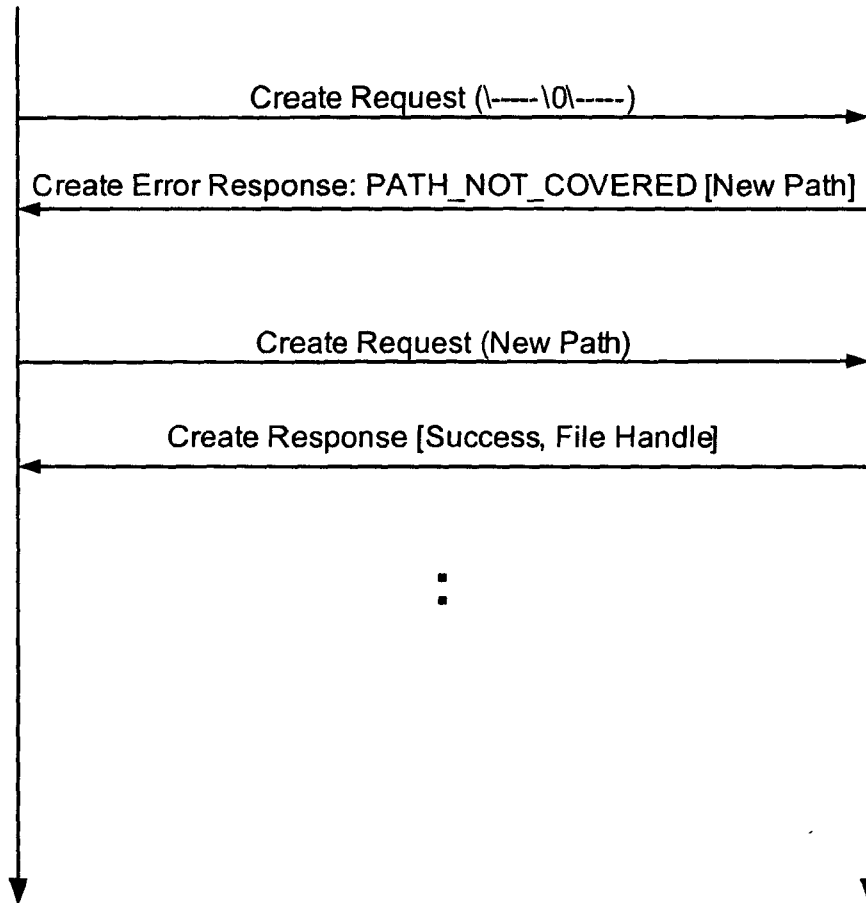 Create Request (\-----\0\-----)
Create Error Response: PATH_NOT_COVERED [New Path]
Create Request (New Path)
Create Response [Success, File Handle]